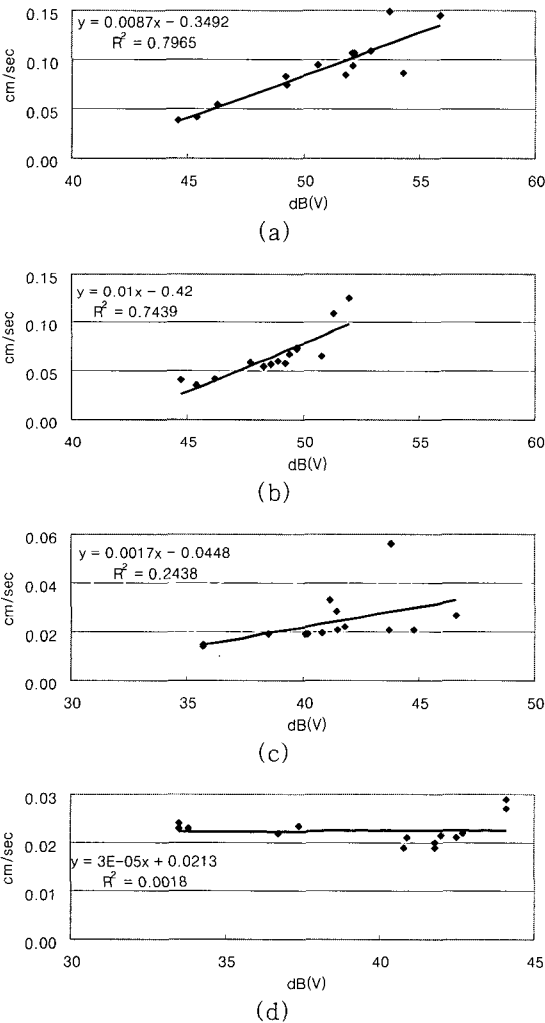 y = 0.0087x - 0.3492
R² = 0.7965
0.15
0.10
0.05
0.00
cm/sec
40 45 50 55 60
dB(V)
(a)
y = 0.01x - 0.42
R² = 0.7439
0.15
0.10
0.05
0.00
cm/sec
40 45 50 55 60
dB(V)
(b)
y = 0.0017x - 0.0448
R² = 0.2438
0.06
0.04
0.02
0.00
cm/sec
30 35 40 45 50
dB(V)
(c)
0.03
0.02
0.01
0.00
cm/sec
y = 3E-05x + 0.0213
R² = 0.0018
30 35 40 45
dB(V)
(d)